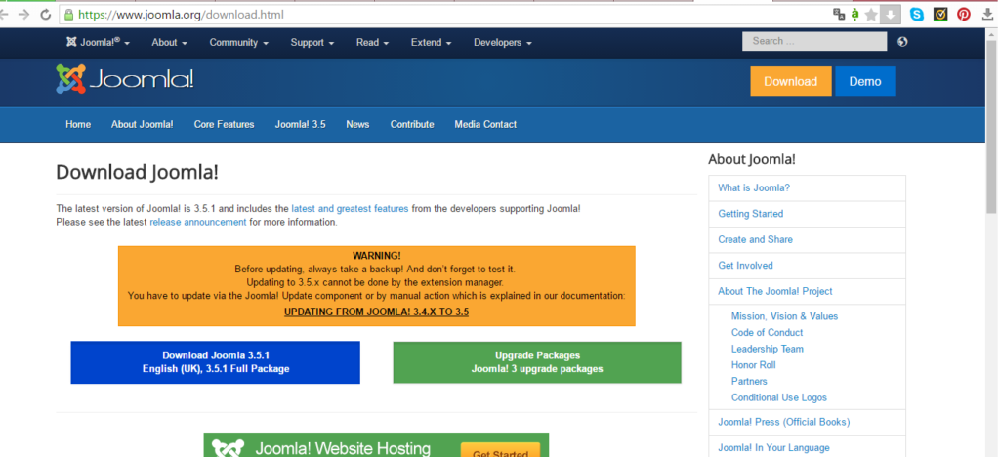 https://www.joomla.org/download.html
Joomla!® About Community Support Read Extend Developers Search ...
Joomla!
Download Demo
Home About Joomla! Core Features Joomla! 3.5 News Contribute Media Contact
Download Joomla!
The latest version of Joomla! is 3.5.1 and includes the latest and greatest features from the developers supporting Joomla!
Please see the latest release announcement for more information.
WARNING!
Before updating, always take a backup! And don't forget to test it.
Updating to 3.5.x cannot be done by the extension manager.
You have to update via the Joomla! Update component or by manual action which is explained in our documentation:
UPDATING FROM JOOMLA! 3.4.X TO 3.5
Download Joomla 3.5.1
English (UK), 3.5.1 Full Package
Upgrade Packages
Joomla! 3 upgrade packages
Joomla! Website Hosting
Get Started
About Joomla!
What is Joomla?
Getting Started
Create and Share
Get Involved
About The Joomla! Project
Mission, Vision & Values
Code of Conduct
Leadership Team
Honor Roll
Partners
Conditional Use Logos
Joomla! Press (Official Books)
Joomla! In Your Language